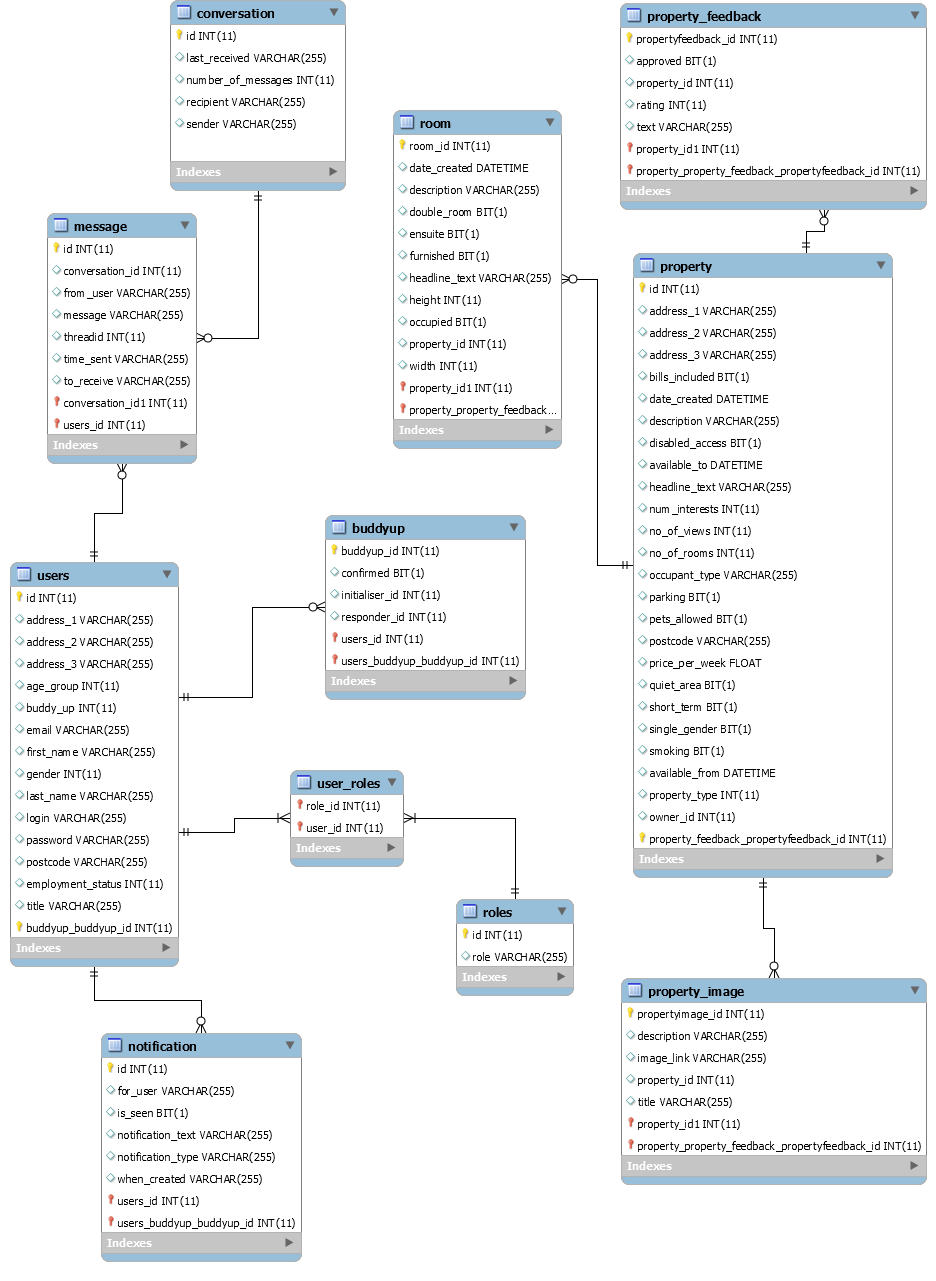 conversation
id INT(11)
last_received VARCHAR(255)
number_of_messages INT(11)
recipient VARCHAR(255)
sender VARCHAR(255)
Indexes
property_feedback
propertyfeedback_id INT(11)
approved BIT(1)
property_id INT(11)
rating INT(11)
text VARCHAR(255)
property_id1 INT(11)
property_property_feedback_propertyfeedback_id INT(11)
Indexes
room
room_id INT(11)
date_created DATETIME
description VARCHAR(255)
double_room BIT(1)
ensuite BIT(1)
furnished BIT(1)
headline_text VARCHAR(255)
height INT(11)
occupied BIT(1)
property_id INT(11)
width INT(11)
property_id1 INT(11)
property_property_feedback...
Indexes
message
id INT(11)
conversation_id INT(11)
from_user VARCHAR(255)
message VARCHAR(255)
threadid INT(11)
time_sent VARCHAR(255)
to_receive VARCHAR(255)
conversation_id1 INT(11)
users_id INT(11)
Indexes
property
id INT(11)
address_1 VARCHAR(255)
address_2 VARCHAR(255)
address_3 VARCHAR(255)
bills_included BIT(1)
date_created DATETIME
description VARCHAR(255)
disabled_access BIT(1)
available_to DATETIME
headline_text VARCHAR(255)
num_interests INT(11)
no_of_views INT(11)
no_of_rooms INT(11)
occupant_type VARCHAR(255)
parking BIT(1)
pets_allowed BIT(1)
postcode VARCHAR(255)
price_per_week FLOAT
quiet_area BIT(1)
short_term BIT(1)
single_gender BIT(1)
smoking BIT(1)
available_from DATETIME
property_type INT(11)
owner_id INT(11)
property_feedback_propertyfeedback_id INT(11)
Indexes
buddyup
buddyup_id INT(11)
confirmed BIT(1)
initialiser_id INT(11)
responder_id INT(11)
users_id INT(11)
users_buddyup_buddyup_id INT(11)
Indexes
users
id INT(11)
address_1 VARCHAR(255)
address_2 VARCHAR(255)
address_3 VARCHAR(255)
age_group INT(11)
buddy_up INT(11)
email VARCHAR(255)
first_name VARCHAR(255)
gender INT(11)
last_name VARCHAR(255)
login VARCHAR(255)
password VARCHAR(255)
postcode VARCHAR(255)
employment_status INT(11)
title VARCHAR(255)
buddyup_buddyup_id INT(11)
Indexes
user_roles
role_id INT(11)
user_id INT(11)
Indexes
roles
id INT(11)
role VARCHAR(255)
Indexes
property_image
propertyimage_id INT(11)
description VARCHAR(255)
image_link VARCHAR(255)
property_id INT(11)
title VARCHAR(255)
property_id1 INT(11)
property_property_feedback_propertyfeedback_id INT(11)
Indexes
notification
id INT(11)
for_user VARCHAR(255)
is_seen BIT(1)
notification_text VARCHAR(255)
notification_type VARCHAR(255)
when_created VARCHAR(255)
users_id INT(11)
users_buddyup_buddyup_id INT(11)
Indexes